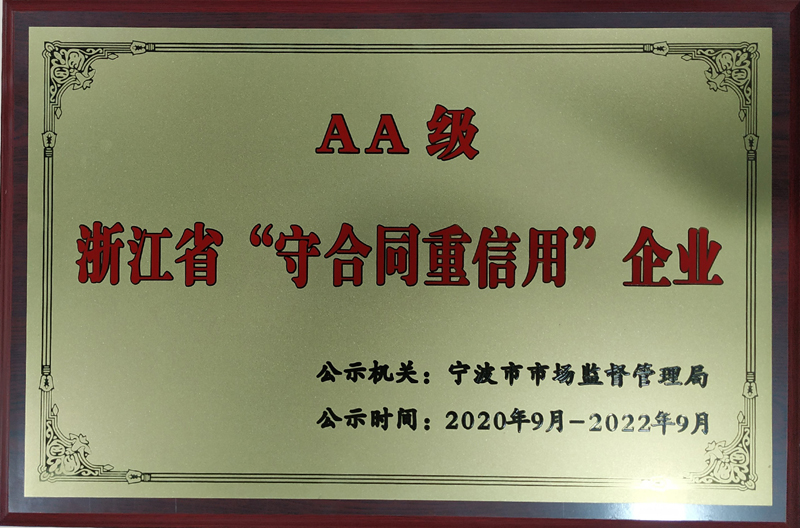 AA级
浙江省“守合同重信用”企业
公示机关：宁波市市场监督管理局
公示时间：2020年9月-2022年9月